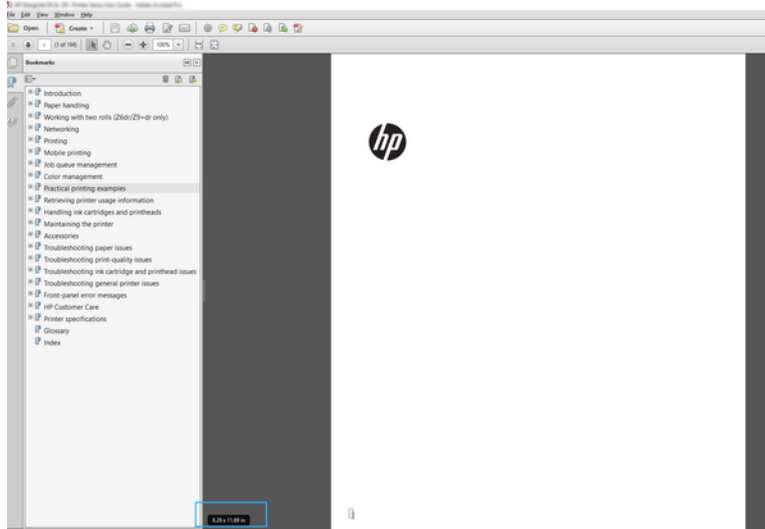 File Edit View Window Help
Open Create
1 (1 of 194) 100%
Bookmarks
Introduction
Paper handling
Working with two rolls (Z6dr/Z9+dr only)
Networking
Printing
Mobile printing
Job queue management
Color management
Practical printing examples
Retrieving printer usage information
Handling ink cartridges and printheads
Maintaining the printer
Accessories
Troubleshooting paper issues
Troubleshooting print-quality issues
Troubleshooting ink cartridge and printhead issues
Troubleshooting general printer issues
Front-panel error messages
HP Customer Care
Printer specifications
Glossary
Index
hp
8.26 x 11.69 in